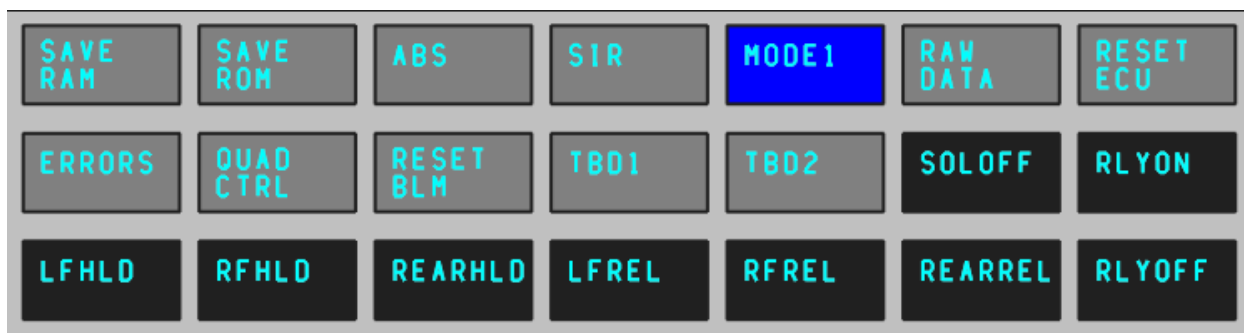 SAVE
RAM
SAVE
ROM
ABS
SIR
MODE1
RAW
DATA
RESET
ECU
ERRORS
QUAD
CTRL
RESET
BLM
TBD1
TBD2
SOLOFF
RLYON
LFHLD
RFHLD
REARHLD
LFREL
RFREL
REARREL
RLYOFF